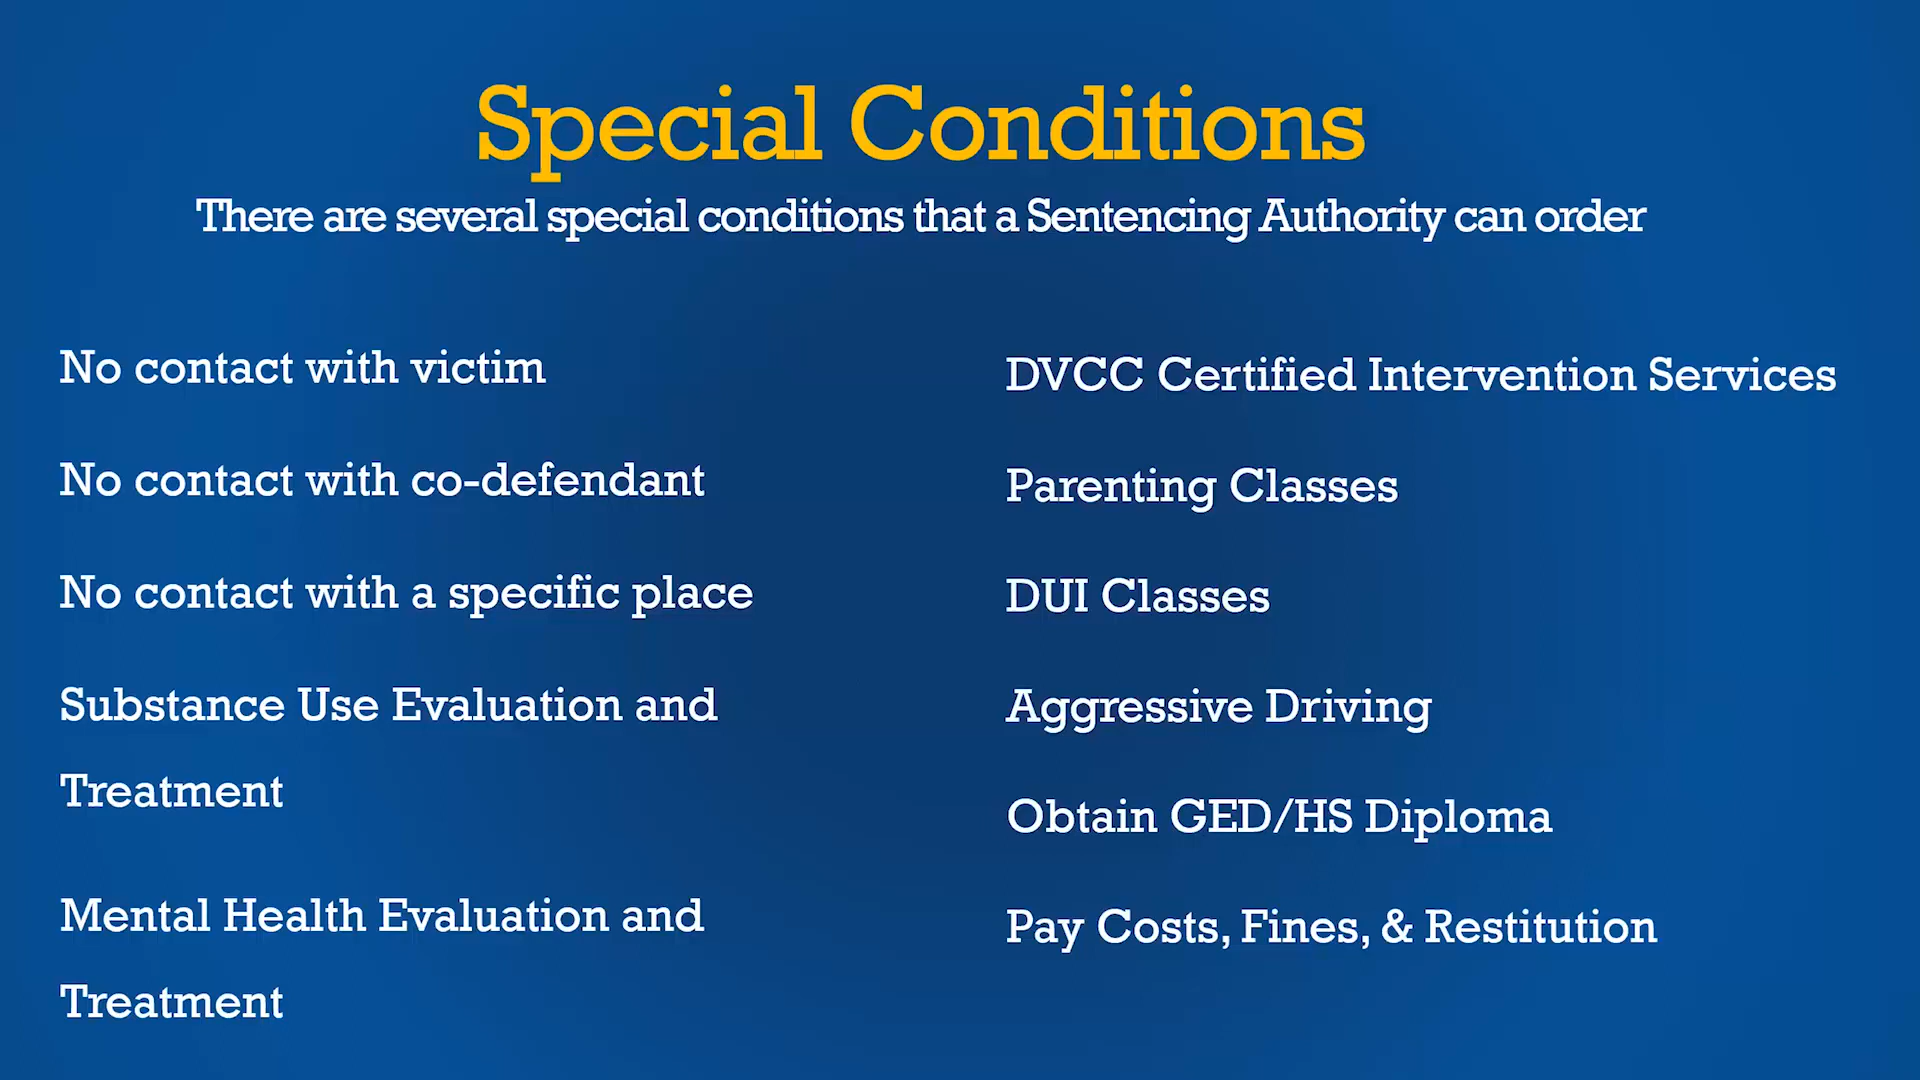 Special Conditions
There are several special conditions that a Sentencing Authority can order
No contact with victim
No contact with co-defendant
No contact with a specific place
Substance Use Evaluation and
Treatment
Mental Health Evaluation and
Treatment
DVCC Certified Intervention Services
Parenting Classes
DUI Classes
Aggressive Driving
Obtain GED/HS Diploma
Pay Costs, Fines, & Restitution